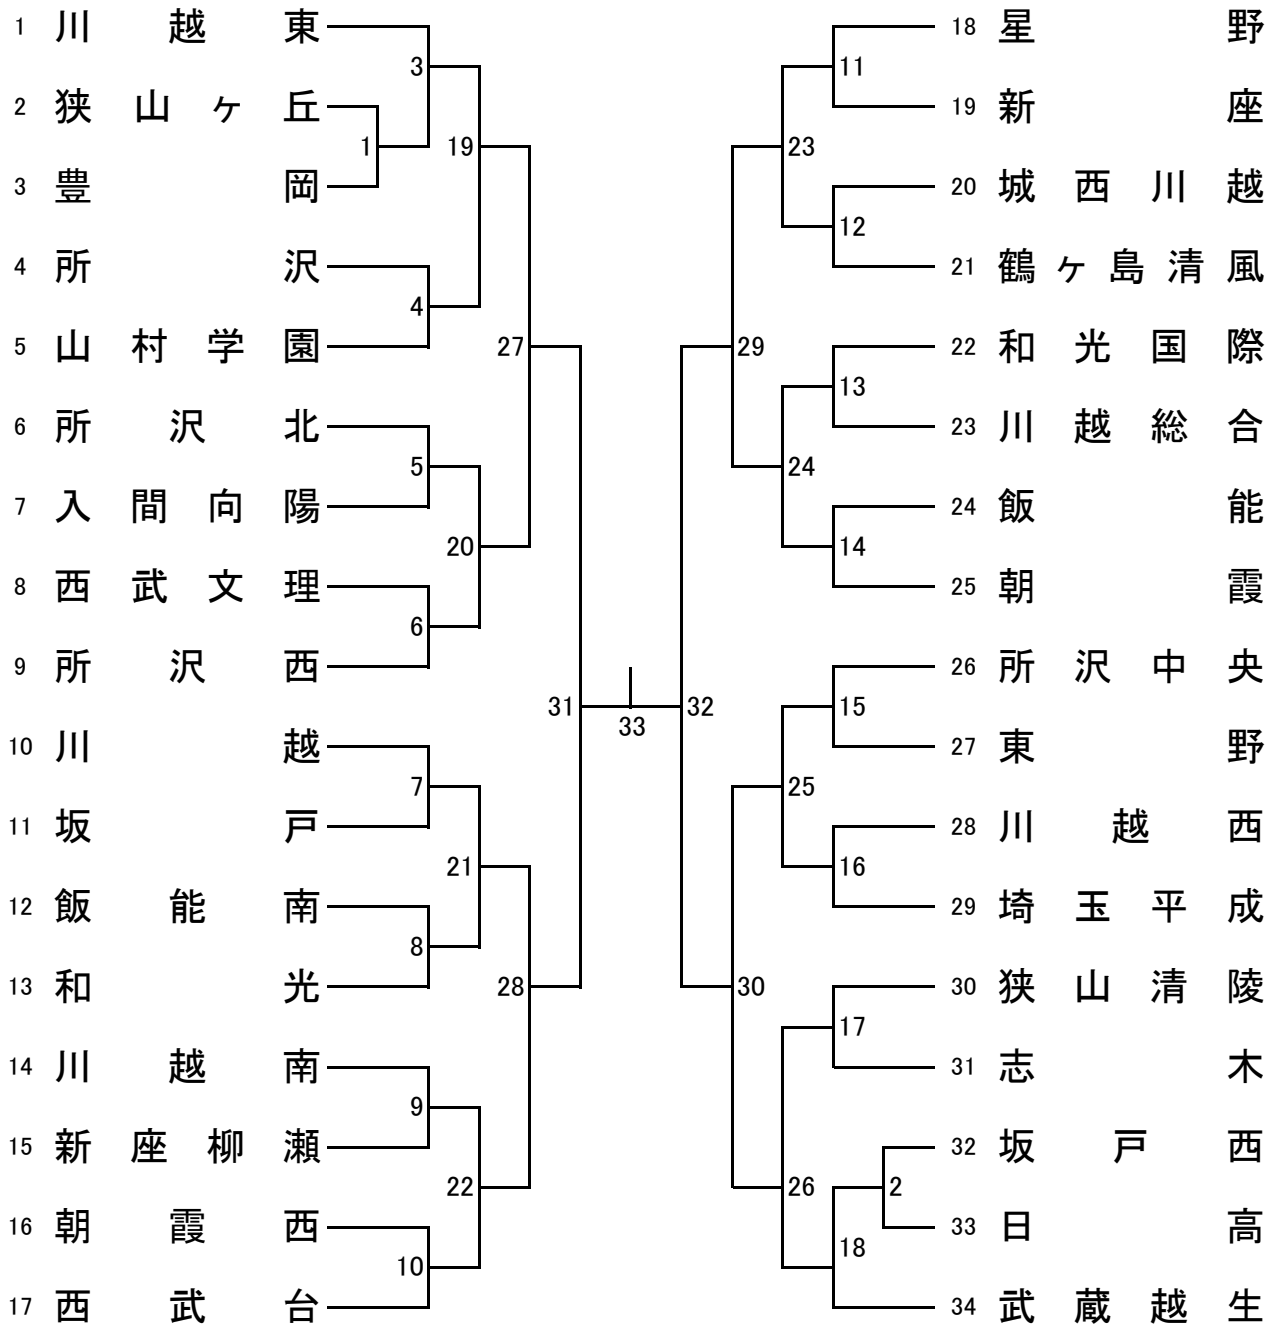 1 川越東
2 狭山ヶ丘
3 豊岡
4 所沢
5 山村学園
6 所沢北
7 入間向陽
8 西武文理
9 所沢西
10 川越
11 坂戸
12 飯能南
13 和光
14 川越南
15 新座柳瀬
16 朝霞西
17 西武台
3
1
19
4
27
5
20
6
31
7
21
8
28
9
22
10
33
32
11
23
12
29
13
24
14
15
25
16
30
17
26
2
18
18 星野
19 新座
20 城西川越
21 鶴ヶ島清風
22 和光国際
23 川越総合
24 飯能
25 朝霞
26 所沢中央
27 東野
28 川越西
29 埼玉平成
30 狭山清陵
31 志木
32 坂戸西
33 日高
34 武蔵越生